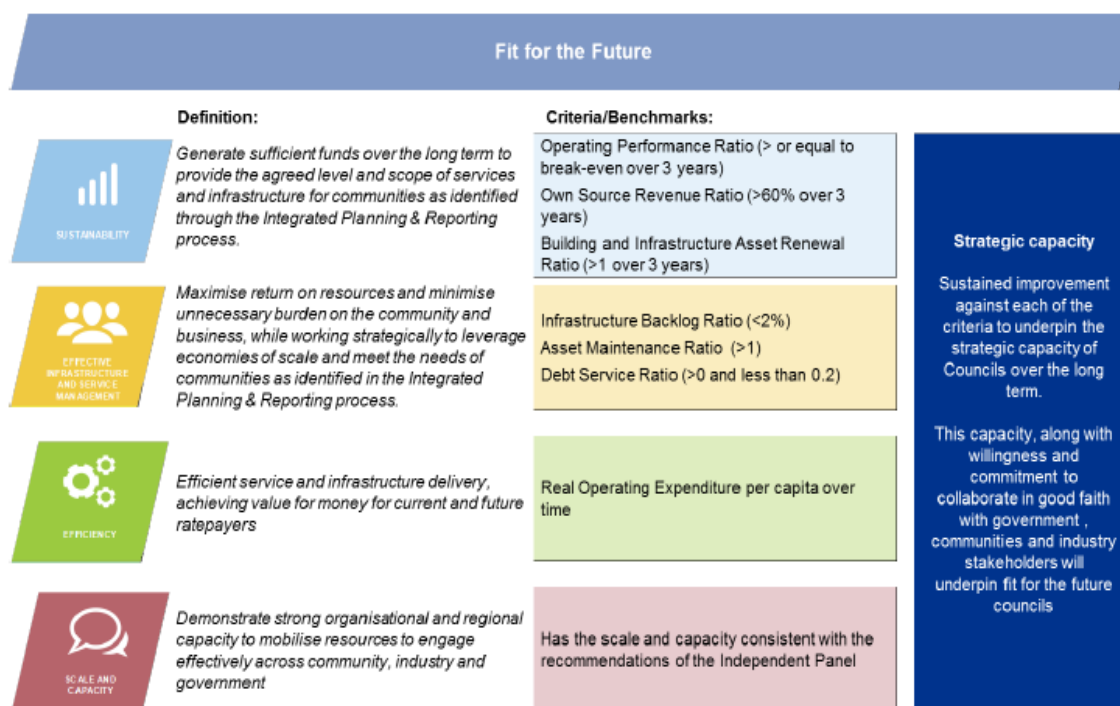 Fit for the Future
Definition:
Criteria/Benchmarks:
SUSTAINABILITY
Generate sufficient funds over the long term to
provide the agreed level and scope of services
and infrastructure for communities as identified
through the Integrated Planning & Reporting
process.
Operating Performance Ratio (> or equal to
break-even over 3 years)
Own Source Revenue Ratio (>60% over 3
years)
Building and Infrastructure Asset Renewal
Ratio (>1 over 3 years)
EFFECTIVE
INFRASTRUCTURE
AND SERVICE
MANAGEMENT
Maximise return on resources and minimise
unnecessary burden on the community and
business, while working strategically to leverage
economies of scale and meet the needs of
communities as identified in the Integrated
Planning & Reporting process.
Infrastructure Backlog Ratio (<2%)
Asset Maintenance Ratio (>1)
Debt Service Ratio (>0 and less than 0.2)
EFFICIENCY
Efficient service and infrastructure delivery,
achieving value for money for current and future
ratepayers
Real Operating Expenditure per capita over
time
SCALE AND
CAPACITY
Demonstrate strong organisational and regional
capacity to mobilise resources to engage
effectively across community, industry and
government
Has the scale and capacity consistent with the
recommendations of the Independent Panel
Strategic capacity
Sustained improvement
against each of the
criteria to underpin the
strategic capacity of
Councils over the long
term.
This capacity, along with
willingness and
commitment to
collaborate in good faith
with government ,
communities and industry
stakeholders will
underpin fit for the future
councils